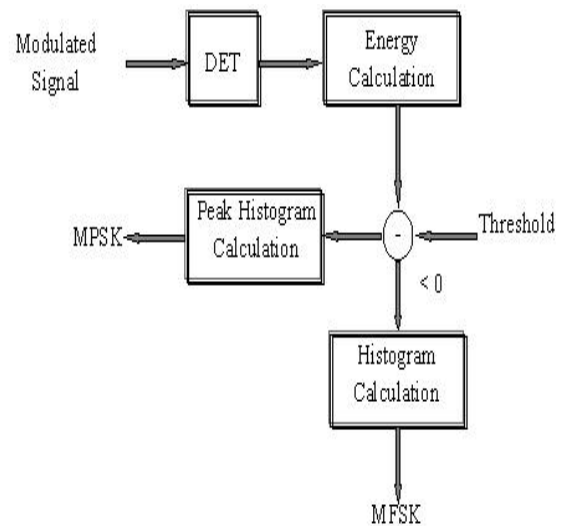 Modulated
Signal
DET
Energy
Calculation
Peak Histogram
Calculation
MPSK
-
Threshold
< 0
Histogram
Calculation
MFSK